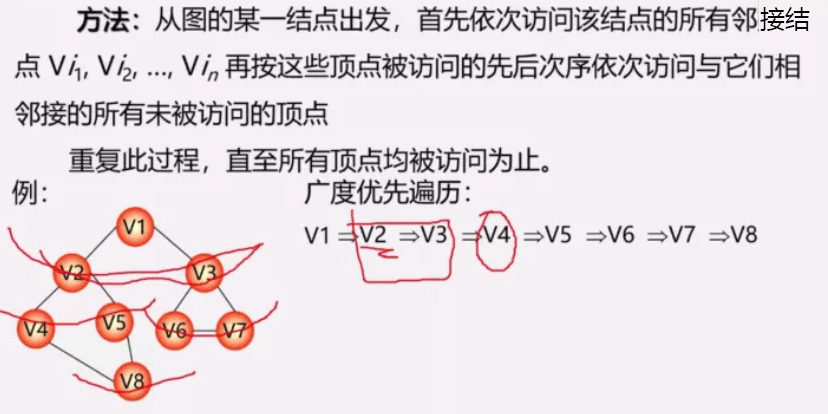 方法：从图的某一结点出发，首先依次访问该结点的所有邻接结
点 Vi₁, Vi₂, ..., Viₙ 再按这些顶点被访问的先后次序依次访问与它们相
邻接的所有未被访问的顶点
重复此过程，直至所有顶点均被访问为止。
例：
广度优先遍历：
V1 ⇒V2 ⇒V3 ⇒V4 ⇒V5 ⇒V6 ⇒V7 ⇒V8
V1
V2 V3
V4 V5 V6 V7
V8